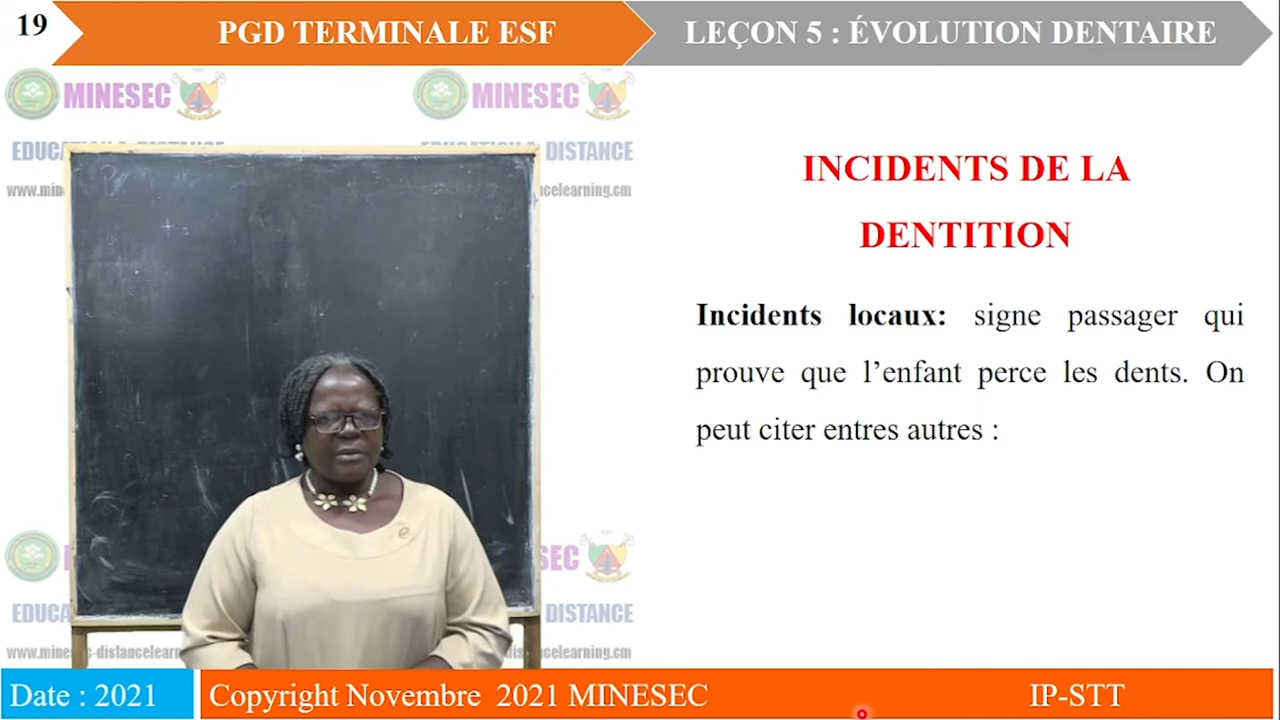 19
PGD TERMINALE ESF
LEÇON 5 : ÉVOLUTION DENTAIRE
MINESEC
MINESEC
DISTANCE
INCIDENTS DE LA
DENTITION
Incidents locaux: signe passager qui
prouve que l’enfant perce les dents. On
peut citer entres autres :
DISTANCE
Date : 2021
Copyright Novembre 2021 MINESEC
IP-STT